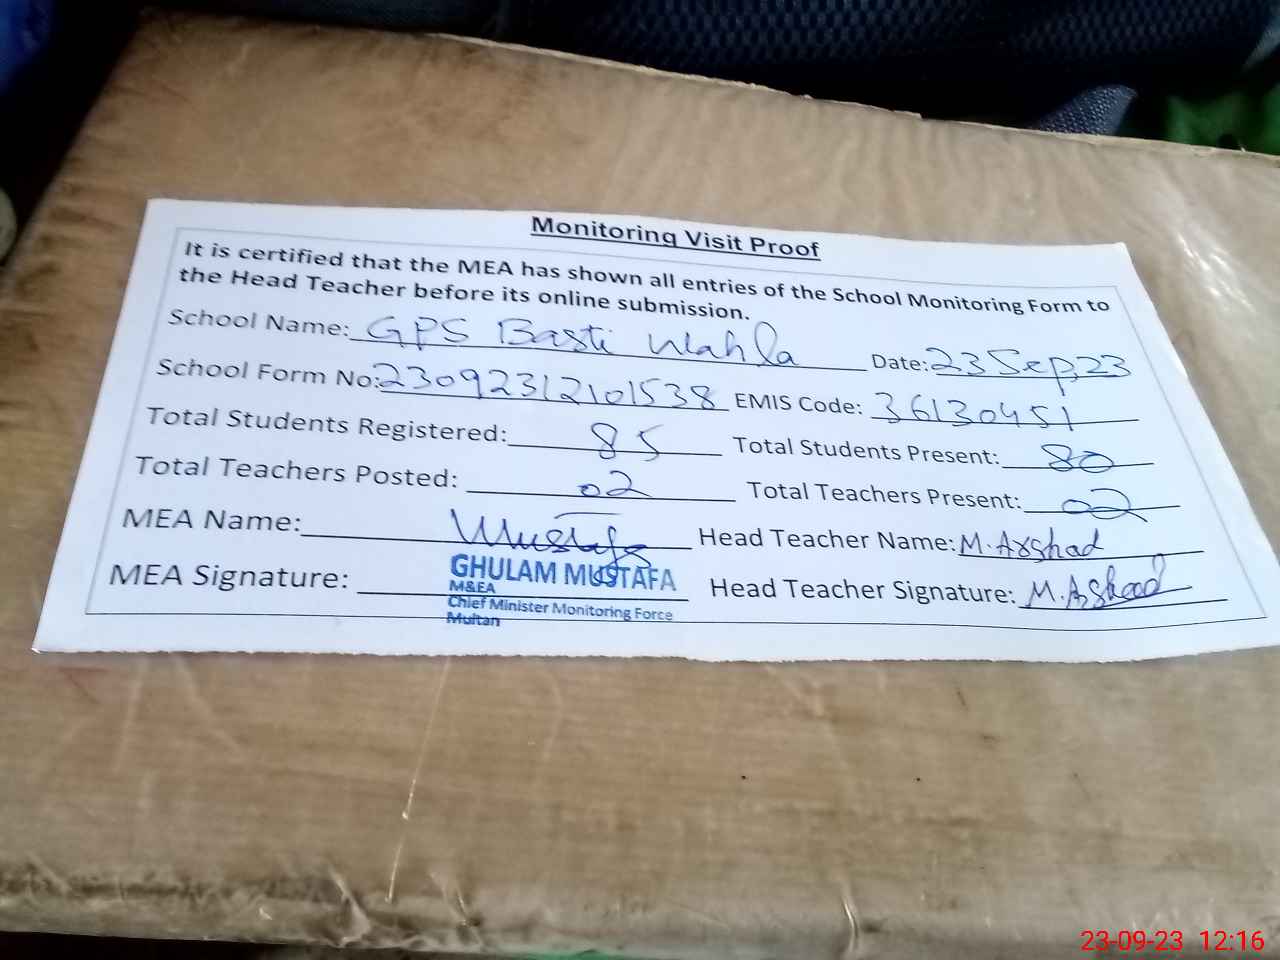 Monitoring Visit Proof
It is certified that the MEA has shown all entries of the School Monitoring Form to
the Head Teacher before its online submission.
School Name: GPS Basti Wahla Date: 23 Sep, 23
School Form No: 23092312101538 EMIS Code: 36130451
Total Students Registered: 85 Total Students Present: 80
Total Teachers Posted: 02 Total Teachers Present: 02
MEA Name: Mustafa Head Teacher Name: M. Arshad
MEA Signature: Head Teacher Signature: M. Arshad
GHULAM MUSTAFA
M&EA
Chief Minister Monitoring Force
Multan
23-09-23 12:16